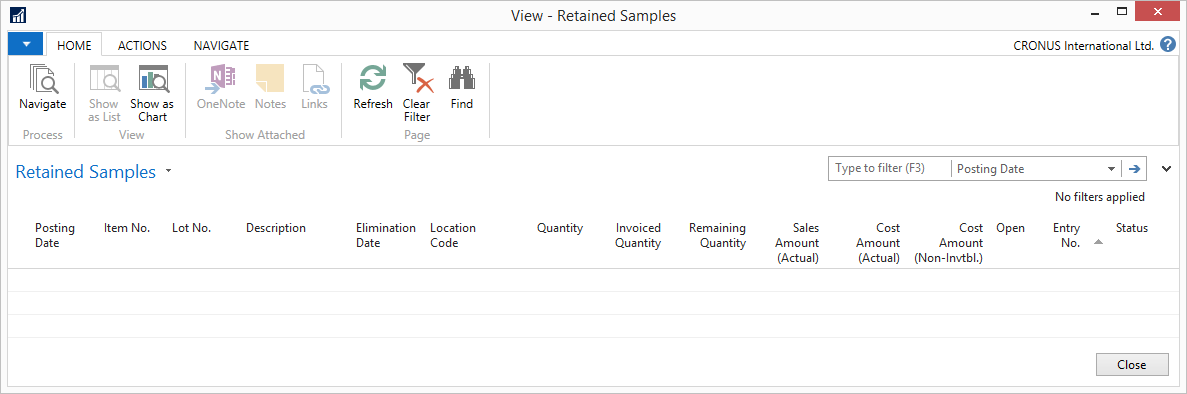 View - Retained Samples
HOME ACTIONS NAVIGATE CRONUS International Ltd. ?
Navigate Show as List Show as Chart OneNote Notes Links Refresh Clear Filter Find
Process View Show Attached Page
Retained Samples Type to filter (F3) Posting Date
No filters applied
Posting Date Item No. Lot No. Description Elimination Date Location Code Quantity Invoiced Quantity Remaining Quantity Sales Amount (Actual) Cost Amount (Actual) Cost Amount (Non-Invtbl.) Open Entry No. Status
Close